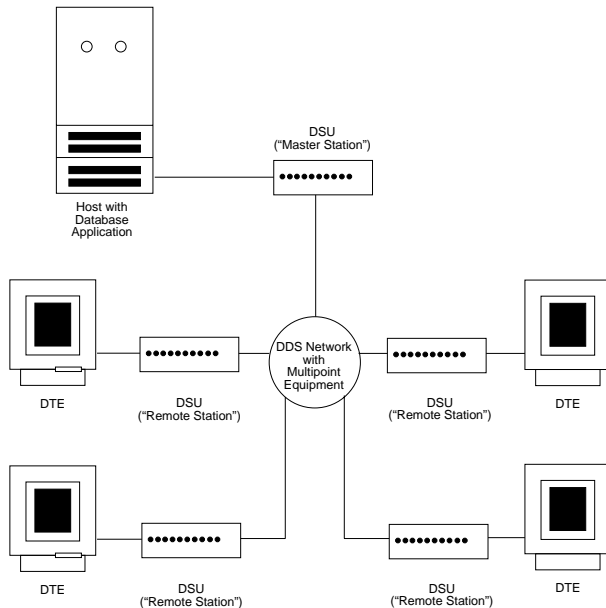 DSU
(“Master Station”)
Host with
Database
Application
DDS Network
with
Multipoint
Equipment
DTE
DSU
(“Remote Station”)
DSU
(“Remote Station”)
DTE
DTE
DSU
(“Remote Station”)
DSU
(“Remote Station”)
DTE